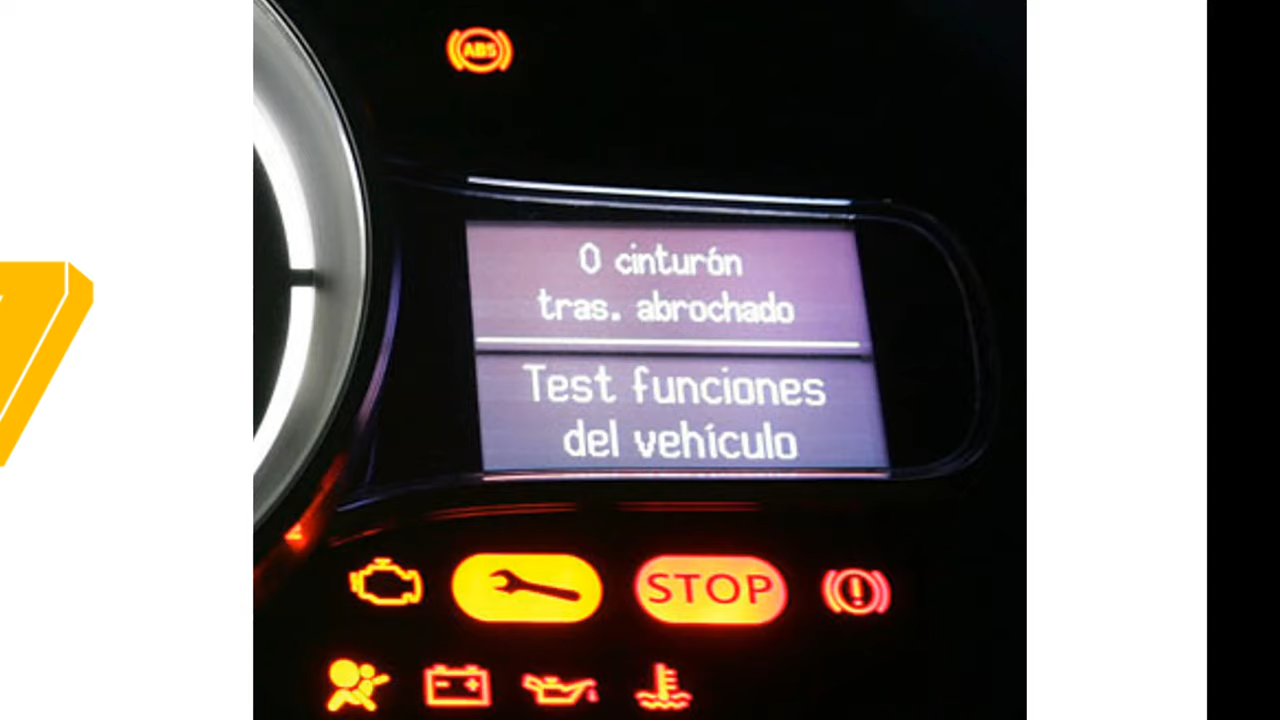 ABS
0 cinturón
tras. abrochado
Test funciones
del vehículo
STOP